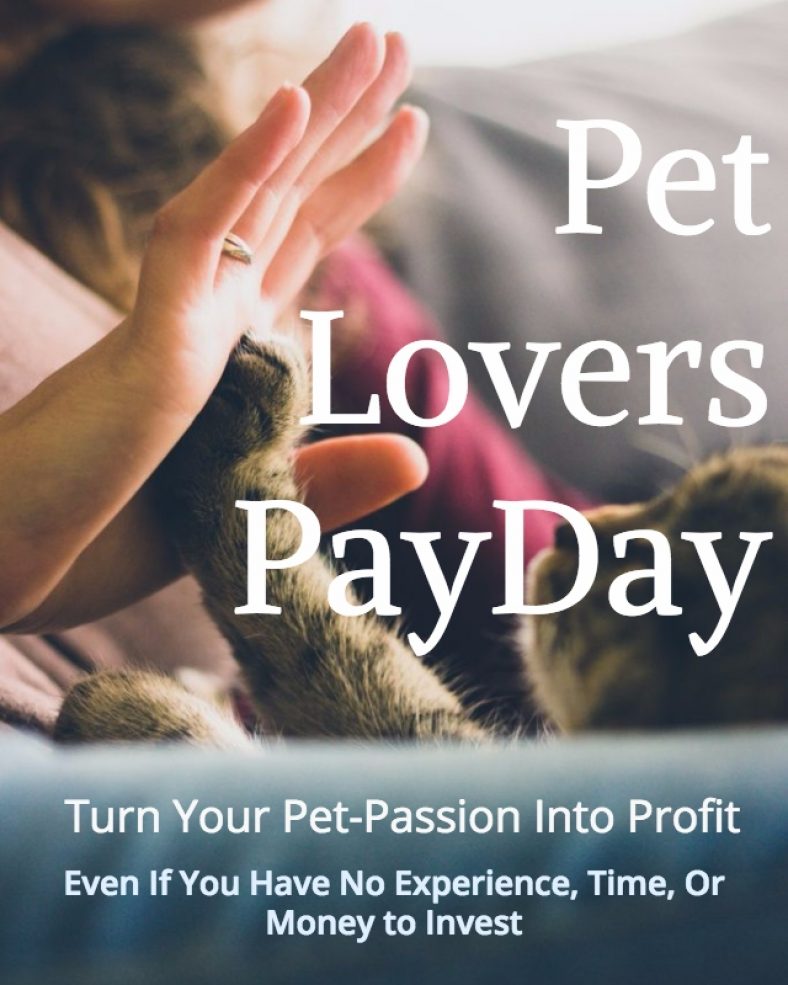 Pet
Lovers
PayDay
Turn Your Pet-Passion Into Profit
Even If You Have No Experience, Time, Or
Money to Invest